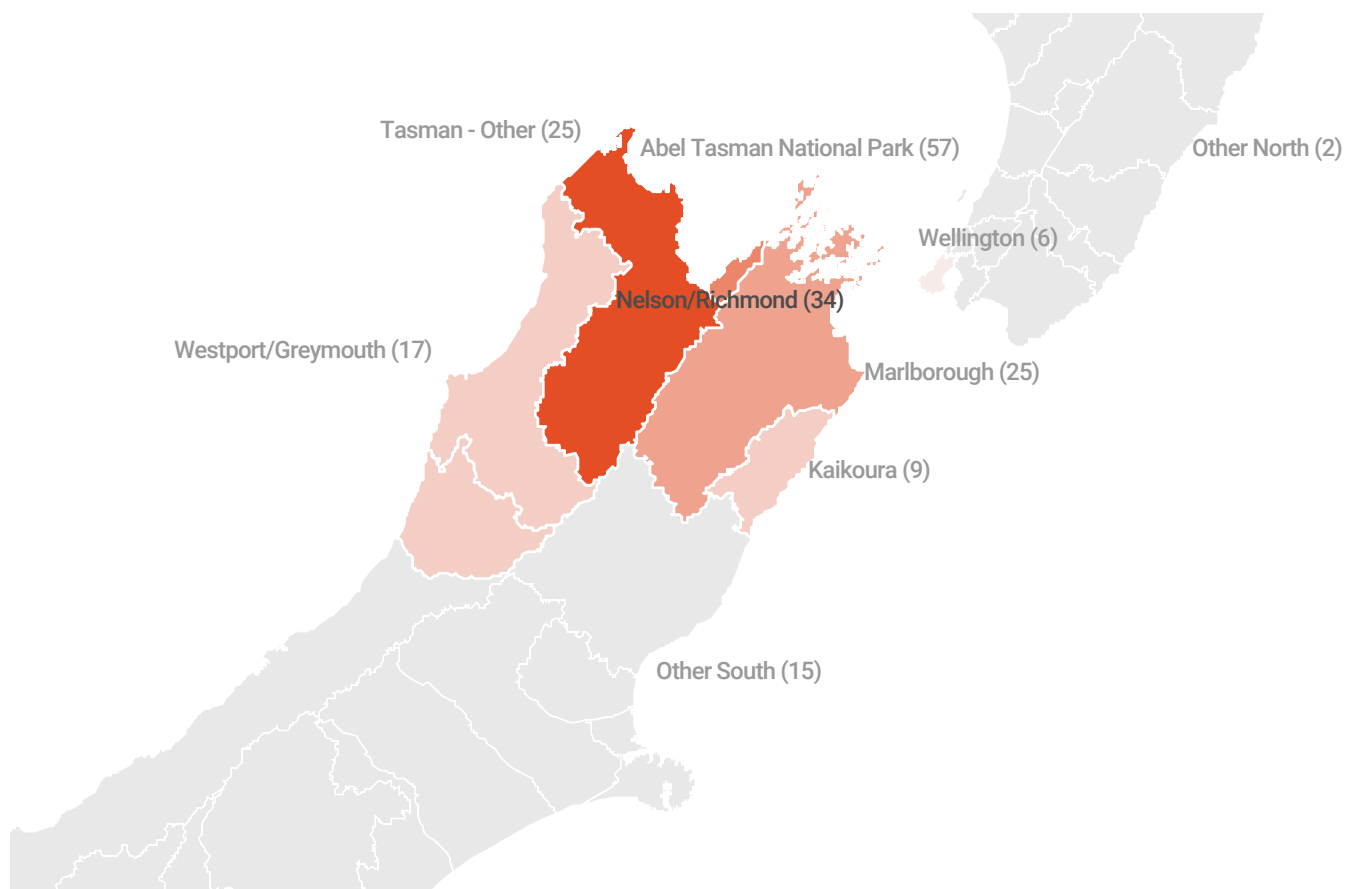 Tasman - Other (25)
Abel Tasman National Park (57)
Other North (2)
Wellington (6)
Nelson/Richmond (34)
Westport/Greymouth (17)
Marlborough (25)
Kaikoura (9)
Other South (15)